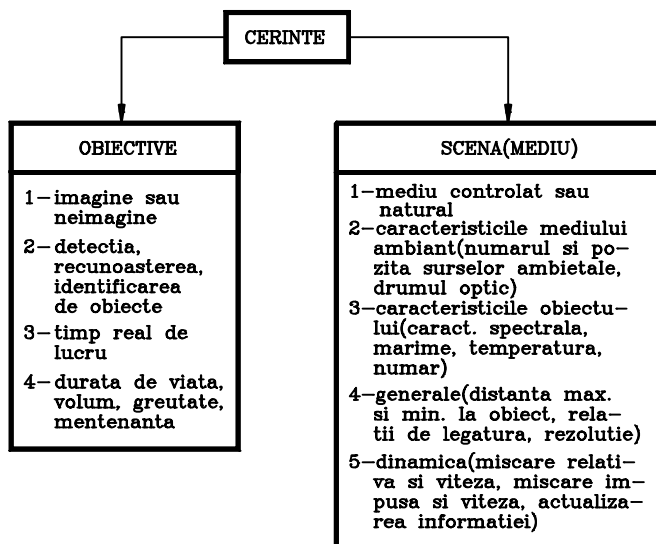 CERINTE
OBIECTIVE
1-imagine sau
neimagine
2-detectia,
recunoasterea,
identificarea
de obiecte
3-timp real de
lucru
4-durata de viata,
volum, greutate,
mentenanta
SCENA(MEDIU)
1-mediu controlat sau
natural
2-caracteristicile mediului
ambiant(numarul si po-
zita surselor ambietale,
drumul optic)
3-caracteristicile obiectu-
lui(caract. spectrala,
marime, temperatura,
numar)
4-generale(distanta max.
si min. la obiect, rela-
tii de legatura, rezolutie)
5-dinamica(miscare relati-
va si viteza, miscare im-
pusa si viteza, actualiza-
rea informatiei)